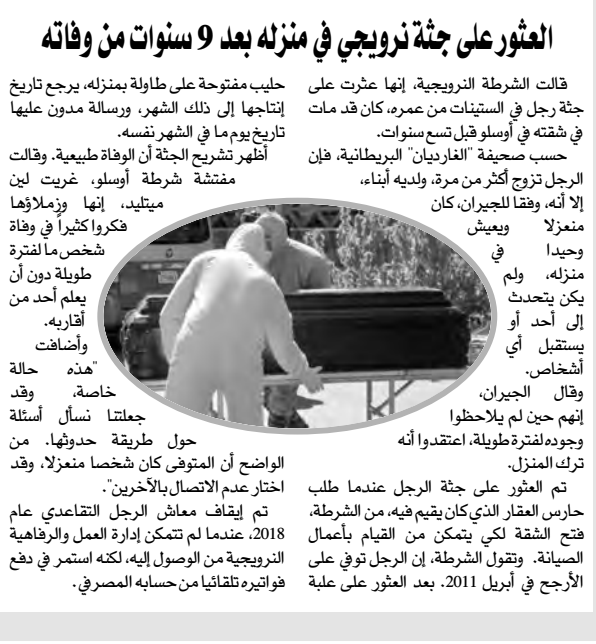 العثور على جثة نرويجي في منزله بعد 9 سنوات من وفاته
قالت الشرطة النرويجية، إنها عثرت على
جثة رجل في الستينات من عمره، كان قد مات
في شقته في أوسلو قبل تسع سنوات.
حسب صحيفة "الغارديان" البريطانية، فإن
الرجل تزوج أكثر من مرة، ولديه أبناء،
إلا أنه، وفقا للجيران، كان
منعزلا ويعيش
وحيدا في
منزله، ولم
يكن يتحدث
إلى أحد أو
يستقبل أي
أشخاص.
وقال الجيران،
إنهم حين لم يلاحظوا
وجوده لفترة طويلة، اعتقدوا أنه
ترك المنزل.
تم العثور على جثة الرجل عندما طلب
حارس العقار الذي كان يقيم فيه، من الشرطة،
فتح الشقة لكي يتمكن من القيام بأعمال
الصيانة. وتقول الشرطة، إن الرجل توفي على
الأرجح في أبريل 2011. بعد العثور على علبة
حليب مفتوحة على طاولة بمنزله، يرجع تاريخ
إنتاجها إلى ذلك الشهر، ورسالة مدون عليها
تاريخ يوم ما في الشهر نفسه.
أظهر تشريح الجثة أن الوفاة طبيعية. وقالت
مفتشة شرطة أوسلو، غريت لين
ميتليد، إنها وزملاؤها
فكروا كثيراً في وفاة
شخص ما لفترة
طويلة دون أن
يعلم أحد من
أقاربه.
وأضافت
"هذه حالة
خاصة، وقد
جعلتنا نسأل أسئلة
حول طريقة حدوثها. من
الواضح أن المتوفى كان شخصا منعزلا، وقد
اختار عدم الاتصال بالآخرين".
تم إيقاف معاش الرجل التقاعدي عام
2018، عندما لم تتمكن إدارة العمل والرفاهية
النرويجية من الوصول إليه، لكنه استمر في دفع
فواتيره تلقائيا من حسابه المصرفي.